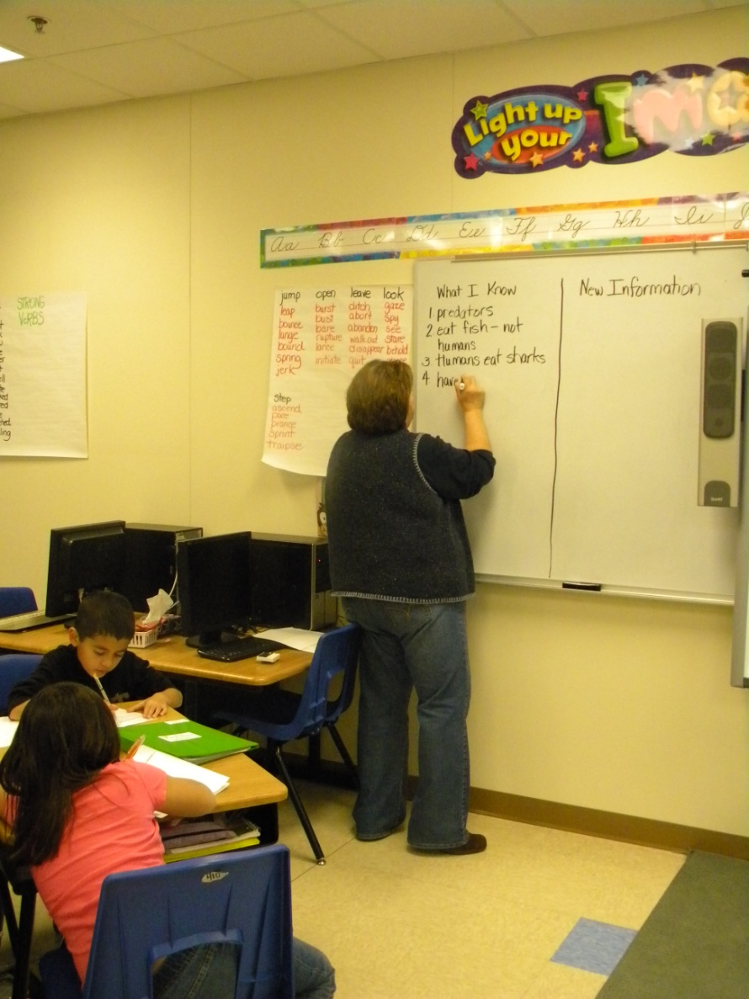 Light up
your
Aa Bb Cc Dd Ee Ff Gg Hh Ii J
STRONG
VERBS
jump open leave look
leap burst ditch gaze
bounce bust abort spy
lunge bare abandon see
bound rupture walk out stare
spring lance disappear behold
jerk initiate quit
step
ascend
pace
prance
sprint
traipse
What I Know
1 predators
2 eat fish - not
humans
3 Humans eat sharks
4 have
New Information
410